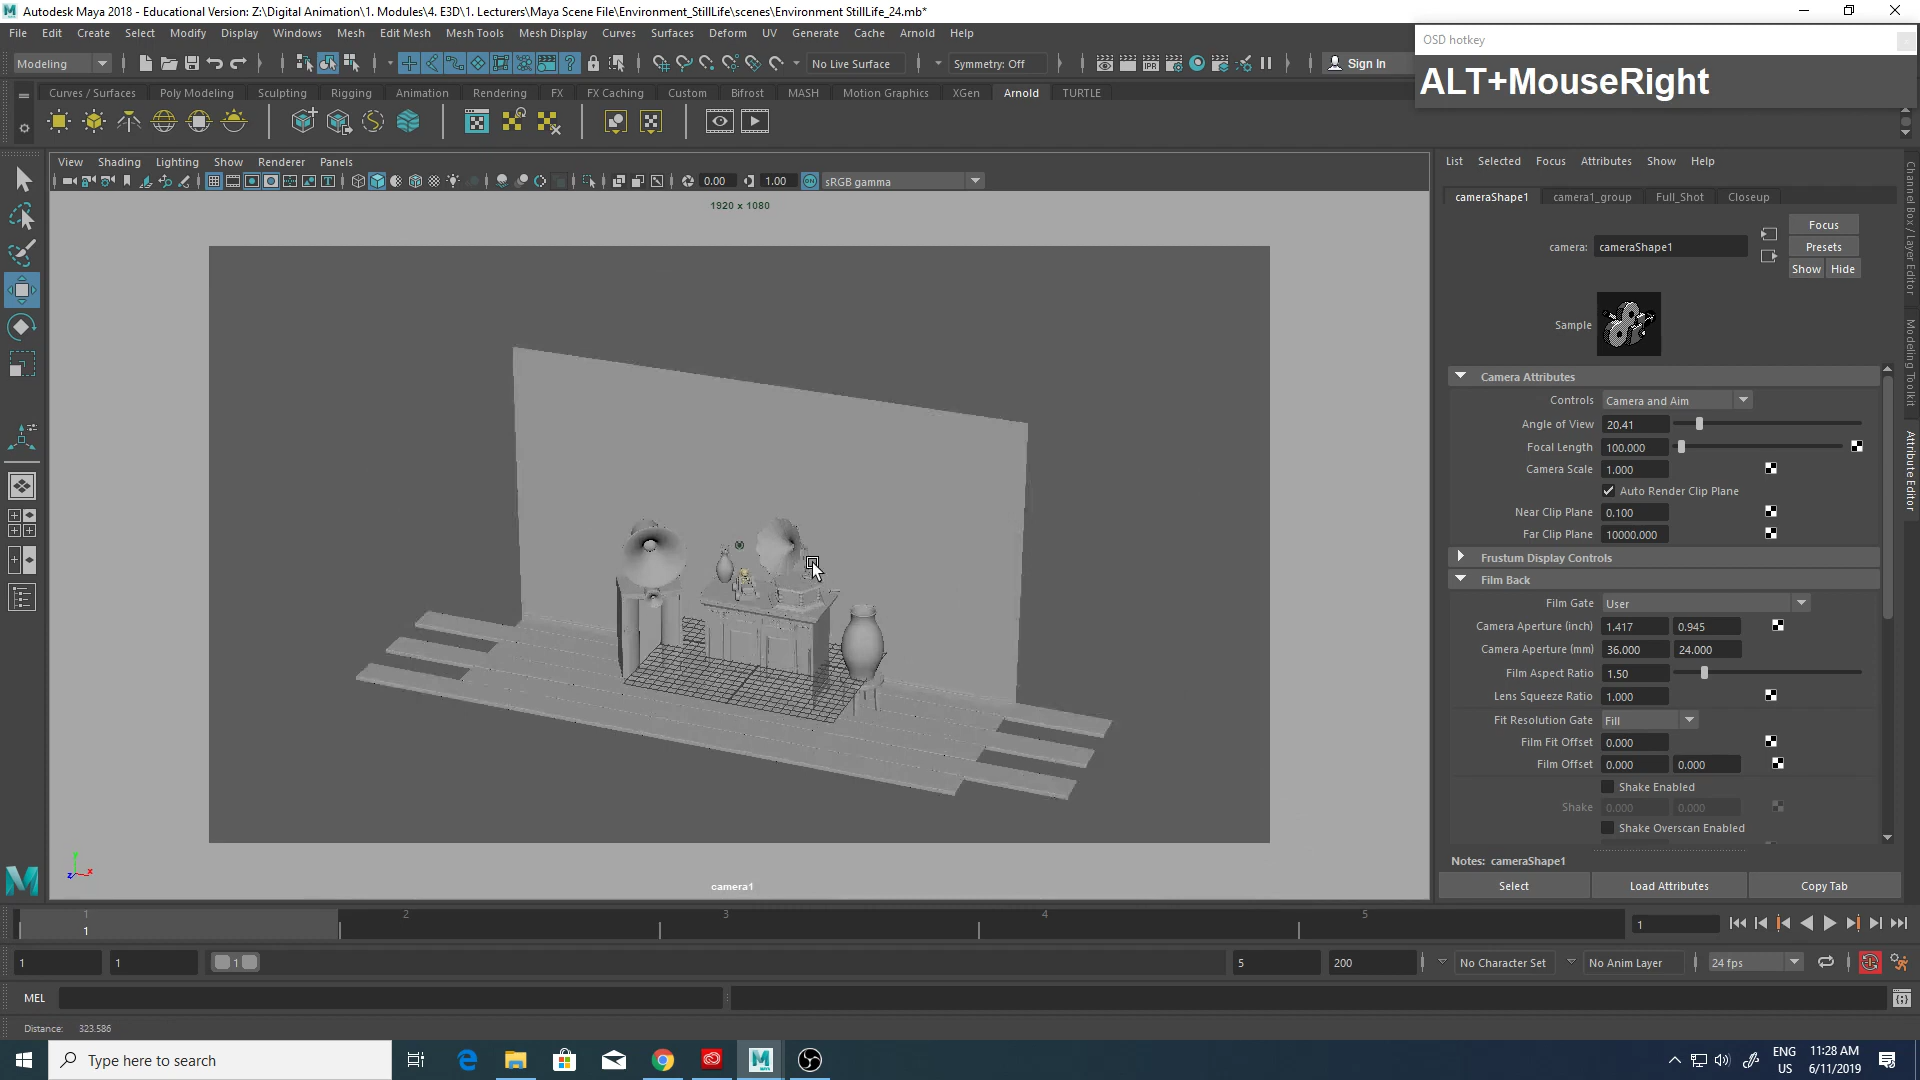 Autodesk Maya 2018 - Educational Version: Z:\Digital Animation\1. Modules\4. E3D\1. Lecturers\Maya Scene File\Environment_StillLife\scenes\Environment StillLife_24.mb*
File Edit Create Select Modify Display Windows Mesh Edit Mesh Mesh Tools Mesh Display Curves Surfaces Deform UV Generate Cache Arnold Help
OSD hotkey
ALT+MouseRight
Modeling
No Live Surface
Symmetry: Off
Sign In
Curves / Surfaces Poly Modeling Sculpting Rigging Animation Rendering FX FX Caching Custom Bifrost MASH Motion Graphics XGen Arnold TURTLE
IPR
View Shading Lighting Show Renderer Panels
0.00 1.00 ON sRGB gamma
1920 x 1080
camera1
y
z x
List Selected Focus Attributes Show Help
cameraShape1 camera1_group Full_Shot Closeup
Focus
camera: cameraShape1
Presets
Show Hide
Sample
Camera Attributes
Controls Camera and Aim
Angle of View 20.41
Focal Length 100.000
Camera Scale 1.000
Auto Render Clip Plane
Near Clip Plane 0.100
Far Clip Plane 10000.000
Frustum Display Controls
Film Back
Film Gate User
Camera Aperture (inch) 1.417 0.945
Camera Aperture (mm) 36.000 24.000
Film Aspect Ratio 1.50
Lens Squeeze Ratio 1.000
Fit Resolution Gate Fill
Film Fit Offset 0.000
Film Offset 0.000 0.000
Shake Enabled
Shake 0.000 0.000
Shake Overscan Enabled
Notes: cameraShape1
Select Load Attributes Copy Tab
Channel Box / Layer Editor
Modeling Toolkit
Attribute Editor
1 2 3 4 5
1
1
1 1 1 5 200 No Character Set No Anim Layer 24 fps
MEL
Distance: 323.586
Type here to search
ENG
US
11:28 AM
6/11/2019